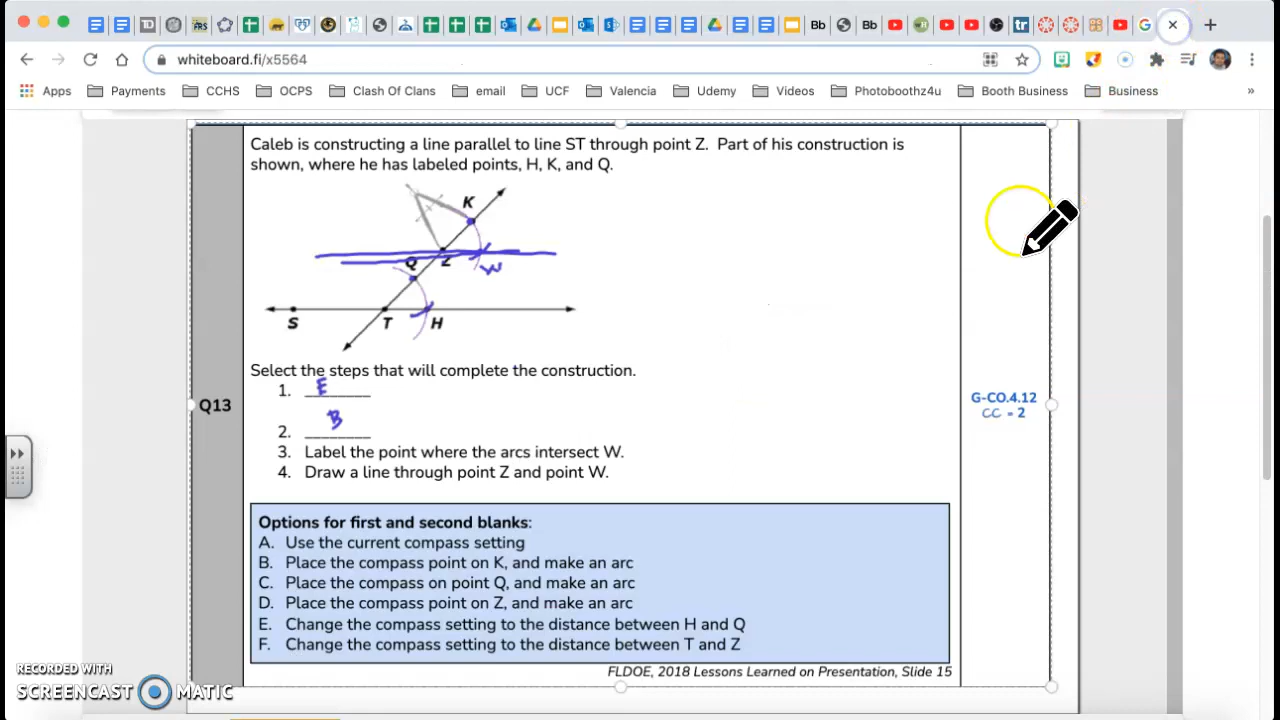 Bb
Bb
tr
G
whiteboard.fi/x5564
Apps Payments CCHS OCPS Clash Of Clans email UCF Valencia Udemy Videos Photoboothz4u Booth Business Business »
Caleb is constructing a line parallel to line ST through point Z. Part of his construction is
shown, where he has labeled points, H, K, and Q.
K
Q Z
W
S T H
Select the steps that will complete the construction.
1. E
2. B
3. Label the point where the arcs intersect W.
4. Draw a line through point Z and point W.
Q13
G-CO.4.12
CC = 2
Options for first and second blanks:
A. Use the current compass setting
B. Place the compass point on K, and make an arc
C. Place the compass on point Q, and make an arc
D. Place the compass point on Z, and make an arc
E. Change the compass setting to the distance between H and Q
F. Change the compass setting to the distance between T and Z
FLDOE, 2018 Lessons Learned on Presentation, Slide 15
RECORDED WITH
SCREENCAST MATIC